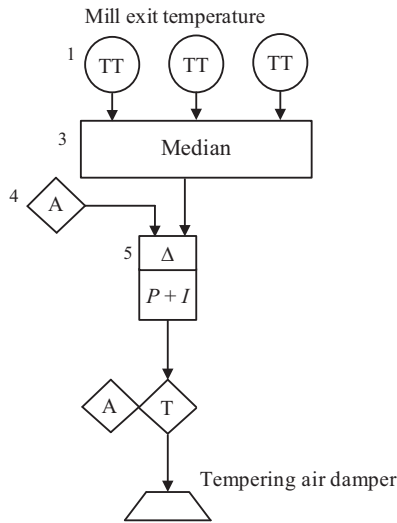 Mill exit temperature
1
TT
TT
TT
3
Median
4
A
5
Δ
P + I
A
T
Tempering air damper